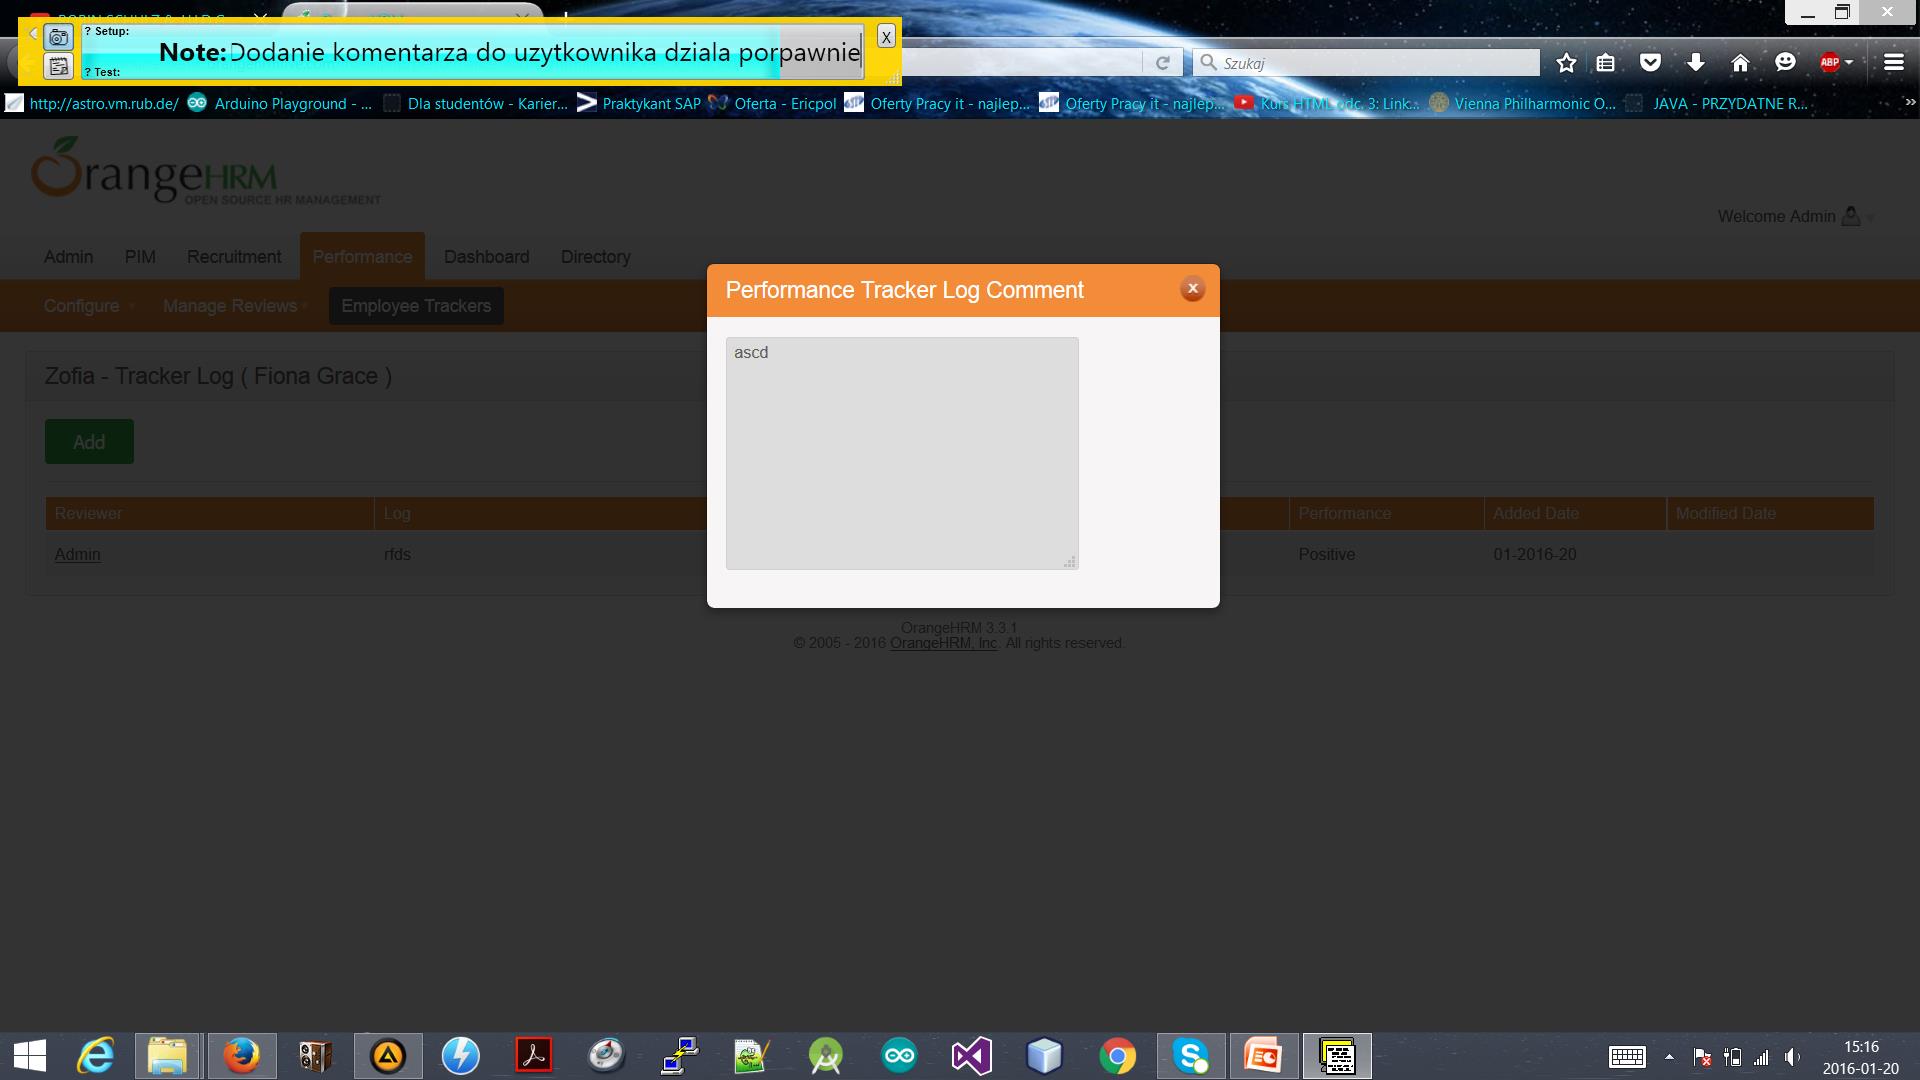 ? Setup:
Note: Dodanie komentarza do uzytkownika dziala porpawnie
X
? Test:
Szukaj
ABP
http://astro.vm.rub.de/ Arduino Playground - ... Dla studentów - Karier... Praktykant SAP Oferta - Ericpol Oferty Pracy it - najlep... Oferty Pracy it - najlep... Kurs HTML odc. 3: Link... Vienna Philharmonic O... JAVA - PRZYDATNE R... »
OrangeHRM
OPEN SOURCE HR MANAGEMENT
Welcome Admin
Admin PIM Recruitment Performance Dashboard Directory
Configure Manage Reviews Employee Trackers
Performance Tracker Log Comment
ascd
Zofia - Tracker Log ( Fiona Grace )
Add
Reviewer Log Performance Added Date Modified Date
Admin rfds Positive 01-2016-20
OrangeHRM 3.3.1
© 2005 - 2016 OrangeHRM, Inc. All rights reserved.
15:16
2016-01-20